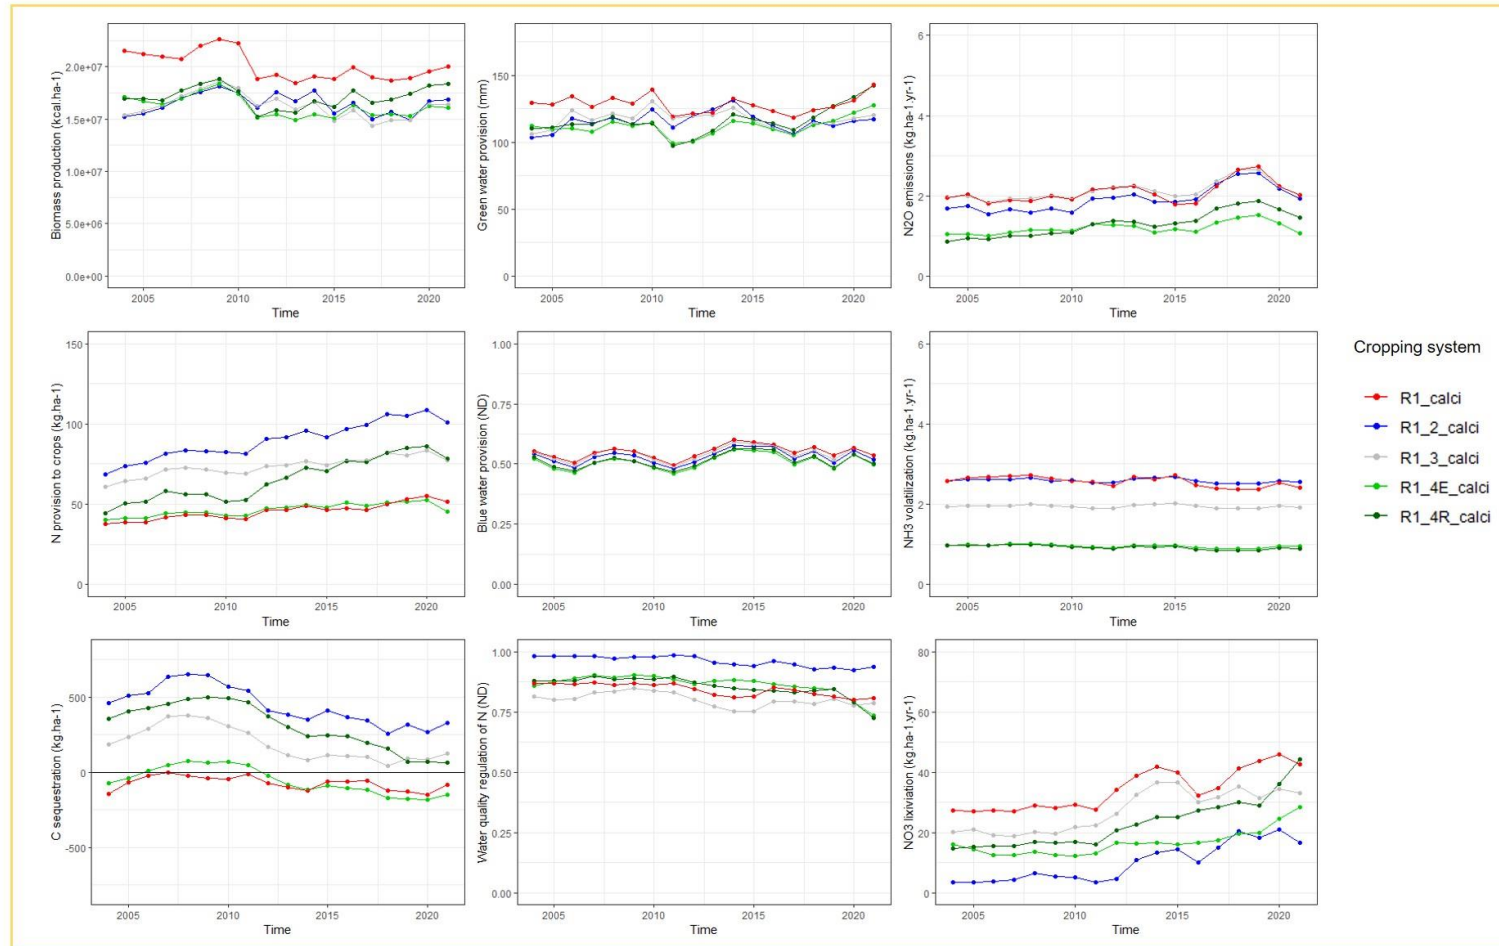 Biomass production (kcal.ha-1)
2.0e+07
1.5e+07
1.0e+07
5.0e+06
0.0e+00
2005 2010 2015 2020
Time
Green water provision (mm)
150
100
50
0
2005 2010 2015 2020
Time
N2O emissions (kg.ha-1.yr-1)
6
4
2
0
2005 2010 2015 2020
Time
N provision to crops (kg.ha-1)
150
100
50
0
2005 2010 2015 2020
Time
Blue water provision (ND)
1.00
0.75
0.50
0.25
0.00
2005 2010 2015 2020
Time
NH3 volatilization (kg.ha-1.yr-1)
6
4
2
0
2005 2010 2015 2020
Time
C sequestration (kg.ha-1)
500
0
-500
2005 2010 2015 2020
Time
Water quality regulation of N (ND)
1.00
0.75
0.50
0.25
0.00
2005 2010 2015 2020
Time
NO3 lixiviation (kg.ha-1.yr-1)
80
60
40
20
0
2005 2010 2015 2020
Time
Cropping system
R1_calci
R1_2_calci
R1_3_calci
R1_4E_calci
R1_4R_calci